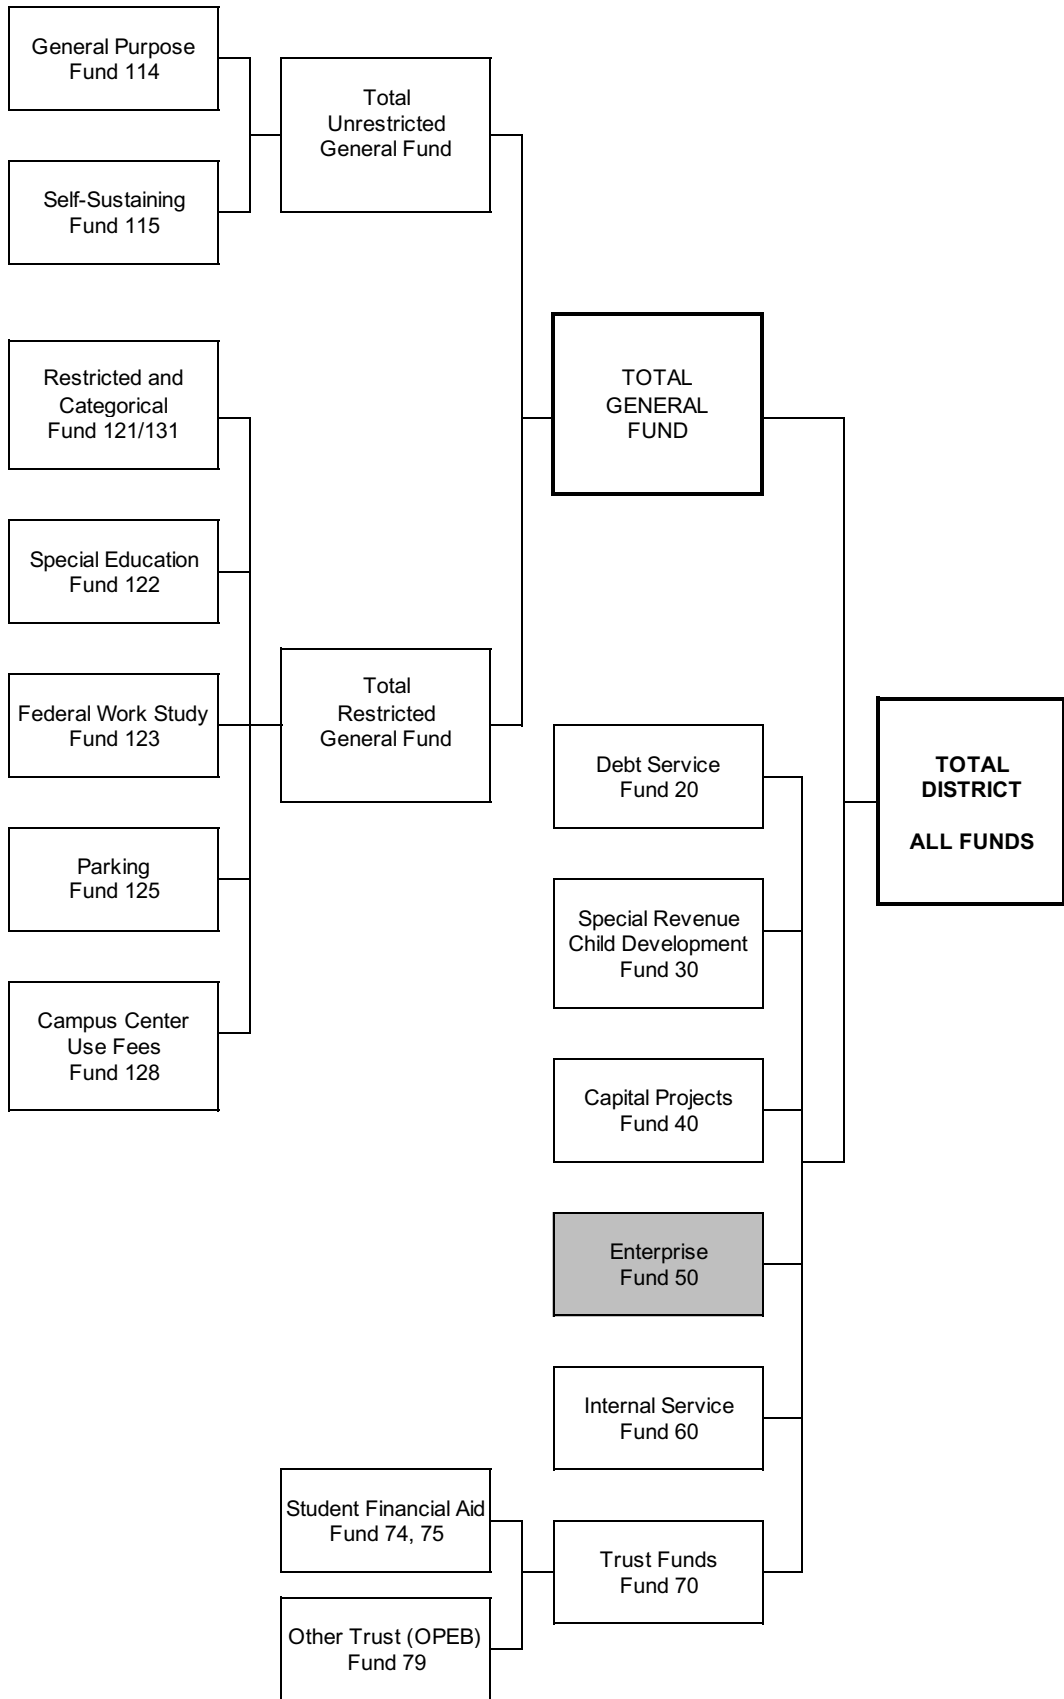 General Purpose
Fund 114
Total
Unrestricted
General Fund
Self-Sustaining
Fund 115
Restricted and
Categorical
Fund 121/131
TOTAL
GENERAL
FUND
Special Education
Fund 122
Federal Work Study
Fund 123
Total
Restricted
General Fund
Debt Service
Fund 20
TOTAL
DISTRICT
ALL FUNDS
Parking
Fund 125
Special Revenue
Child Development
Fund 30
Campus Center
Use Fees
Fund 128
Capital Projects
Fund 40
Enterprise
Fund 50
Internal Service
Fund 60
Student Financial Aid
Fund 74, 75
Trust Funds
Fund 70
Other Trust (OPEB)
Fund 79